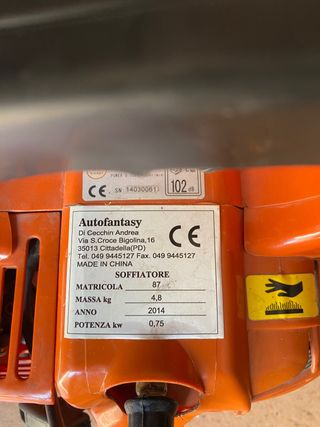 CE SN: 14030061
102
dB
Autofantasy
Di Cecchin Andrea
Via S.Croce Bigolina,16
35013 Cittadella(PD)
Tel. 049 9445127 Fax. 049 9445127
MADE IN CHINA
CE
SOFFIATORE
MATRICOLA 87
MASSA kg 4,8
ANNO 2014
POTENZA kw 0,75